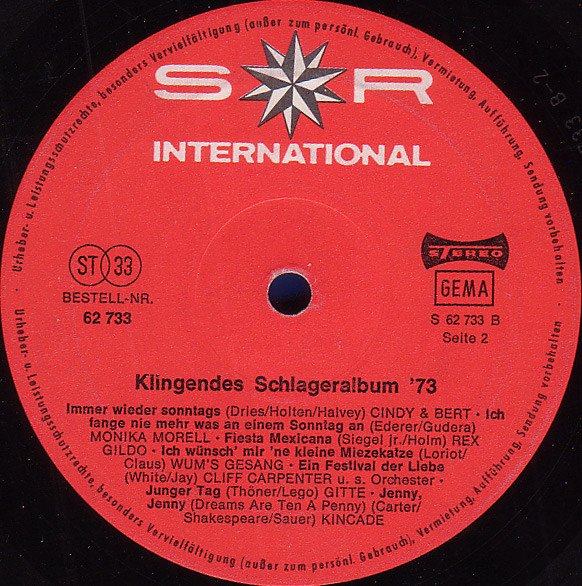 Urheber- u. Leistungsschutzrechte, besonders Vervielfältigung (außer zum persönl. Gebrauch), Vermietung, Aufführung, Sendung vorbehalten
S R
INTERNATIONAL
ST 33
BESTELL-NR.
62 733
STEREO
GEMA
S 62 733 B
Seite 2
Klingendes Schlageralbum '73
Immer wieder sonntags (Dries/Holten/Halvey) CINDY & BERT · Ich
fange nie mehr was an einem Sonntag an (Ederer/Gudera)
MONIKA MORELL · Fiesta Mexicana (Siegel jr./Holm) REX
GILDO · Ich wünsch' mir 'ne kleine Miezekatze (Loriot/
Claus) WUM'S GESANG · Ein Festival der Liebe
(White/Jay) CLIFF CARPENTER u. s. Orchester ·
Junger Tag (Thöner/Lego) GITTE · Jenny,
Jenny (Dreams Are Ten A Penny) (Carter/
Shakespeare/Sauer) KINCADE
Urheber- u. Leistungsschutzrechte, besonders Vervielfältigung (außer zum persönl. Gebrauch), Vermietung, Aufführung, Sendung vorbehalten